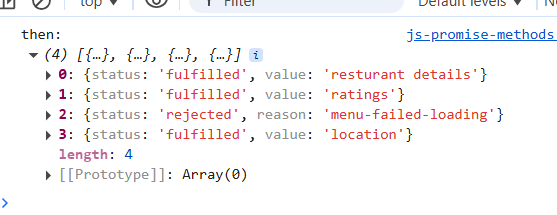 top
Filter
Default levels
then:
js-promise-methods
(4) [{…}, {…}, {…}, {…}] i
0: {status: 'fulfilled', value: 'resturant details'}
1: {status: 'fulfilled', value: 'ratings'}
2: {status: 'rejected', reason: 'menu-failed-loading'}
3: {status: 'fulfilled', value: 'location'}
length: 4
[[Prototype]]: Array(0)